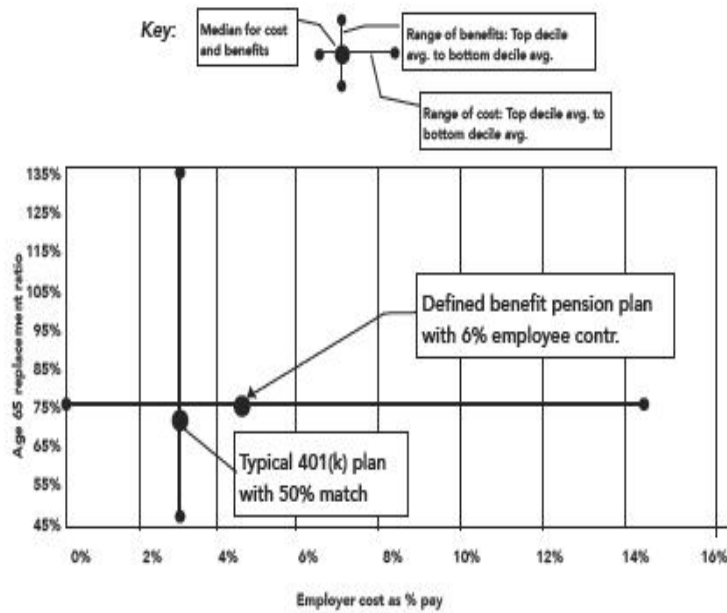 Key:
Median for cost
and benefits
Range of benefits: Top decile
avg. to bottom decile avg.
Range of cost: Top decile avg. to
bottom decile avg.
Age 65 replacement ratio
135%
125%
115%
105%
95%
85%
75%
65%
55%
45%
Defined benefit pension plan
with 6% employee contr.
Typical 401(k) plan
with 50% match
0% 2% 4% 6% 8% 10% 12% 14% 16%
Employer cost as % pay